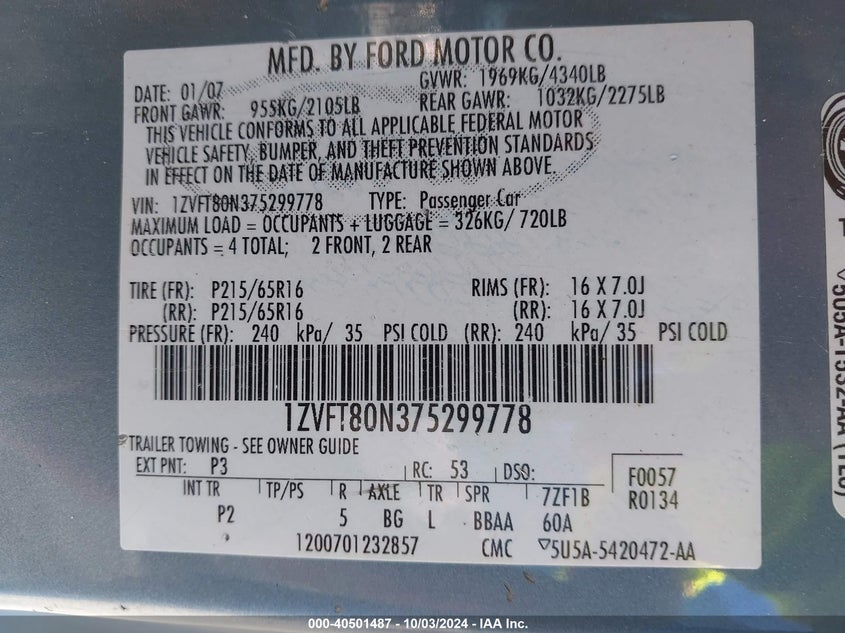 MFD. BY FORD MOTOR CO.
DATE: 01/07 GVWR: 1969KG/4340LB
FRONT GAWR: 955KG/2105LB REAR GAWR: 1032KG/2275LB
THIS VEHICLE CONFORMS TO ALL APPLICABLE FEDERAL MOTOR
VEHICLE SAFETY, BUMPER, AND THEFT PREVENTION STANDARDS
IN EFFECT ON THE DATE OF MANUFACTURE SHOWN ABOVE.
VIN: 1ZVFT80N375299778 TYPE: Passenger Car
MAXIMUM LOAD = OCCUPANTS + LUGGAGE = 326KG/ 720LB
OCCUPANTS = 4 TOTAL; 2 FRONT, 2 REAR
TIRE (FR): P215/65R16 RIMS (FR): 16 X 7.0J
(RR): P215/65R16 (RR): 16 X 7.0J
PRESSURE (FR): 240 kPa/ 35 PSI COLD (RR): 240 kPa/ 35 PSI COLD
1ZVFT80N375299778
TRAILER TOWING - SEE OWNER GUIDE
EXT PNT: P3 RC: 53 DSO: F0057
R0134
INT TR TP/PS R AXLE TR SPR 7ZF1B
P2 5 BG L BBAA 60A
1200701232857 CMC 5U5A-5420472-AA
000-40501487 - 10/03/2024 - IAA Inc.